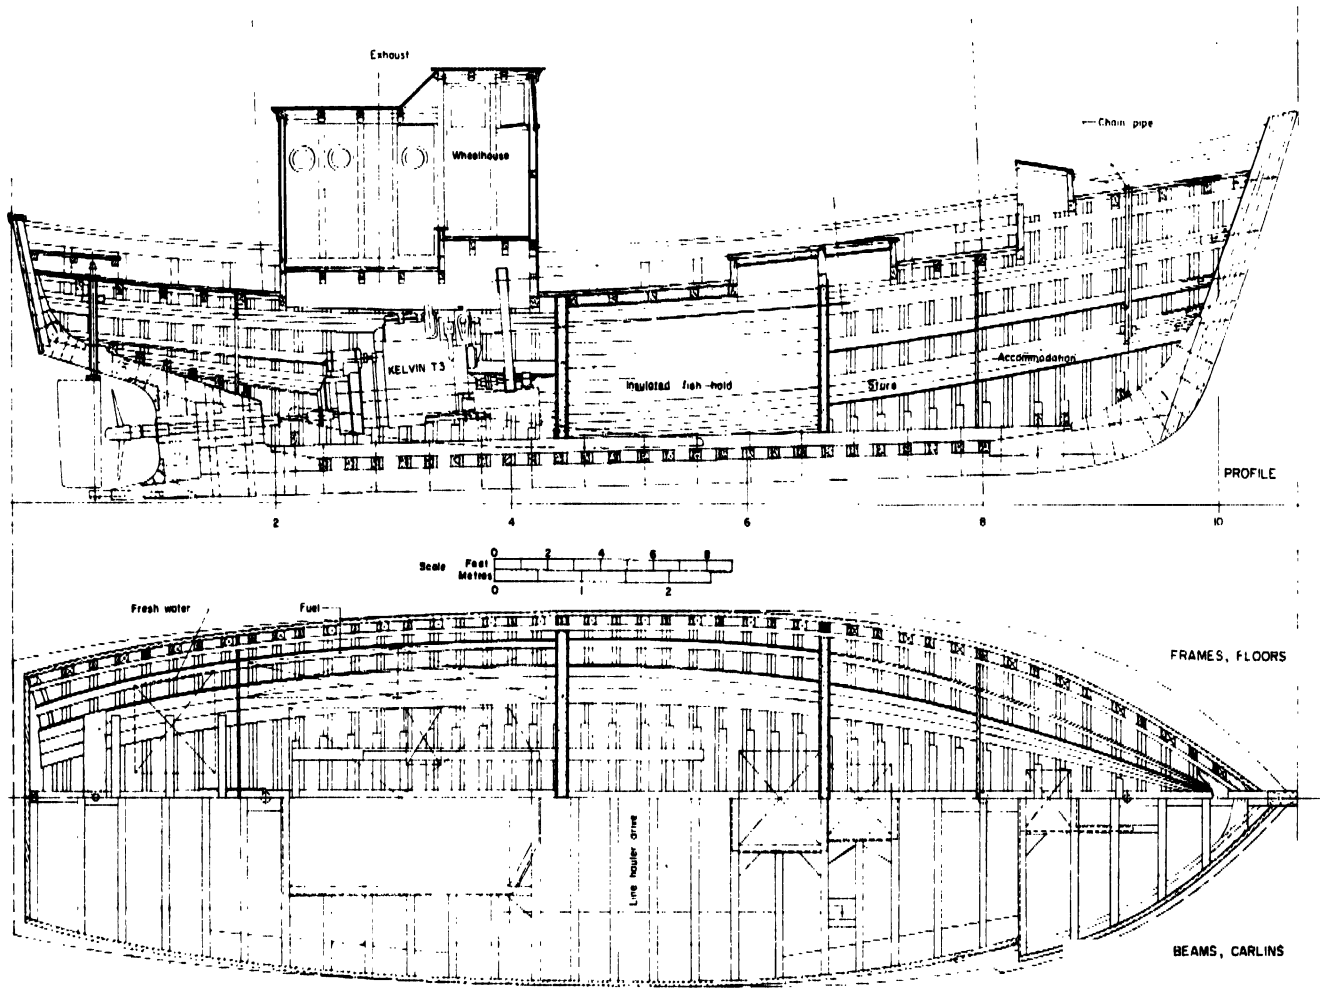 Exhaust
Chain pipe
Wheelhouse
KELVIN T3
Insulated fish-hold
Store
Accommodation
PROFILE
2 4 6 8 10
0 2 4 6 8
Scale Feet
Metres
0 1 2
Fresh water
Fuel
FRAMES, FLOORS
Line hauler drive
BEAMS, CARLINS